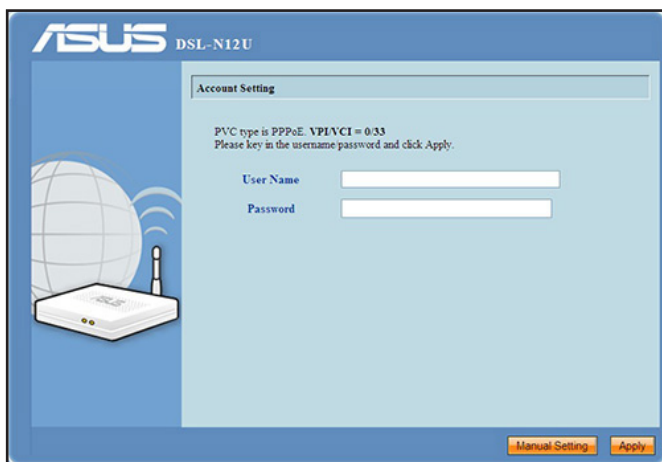 ASUS DSL-N12U
Account Setting
PVC type is PPPoE. VPI/VCI = 0/33
Please key in the username/password and click Apply.
User Name
Password
ASUS
Manual Setting Apply